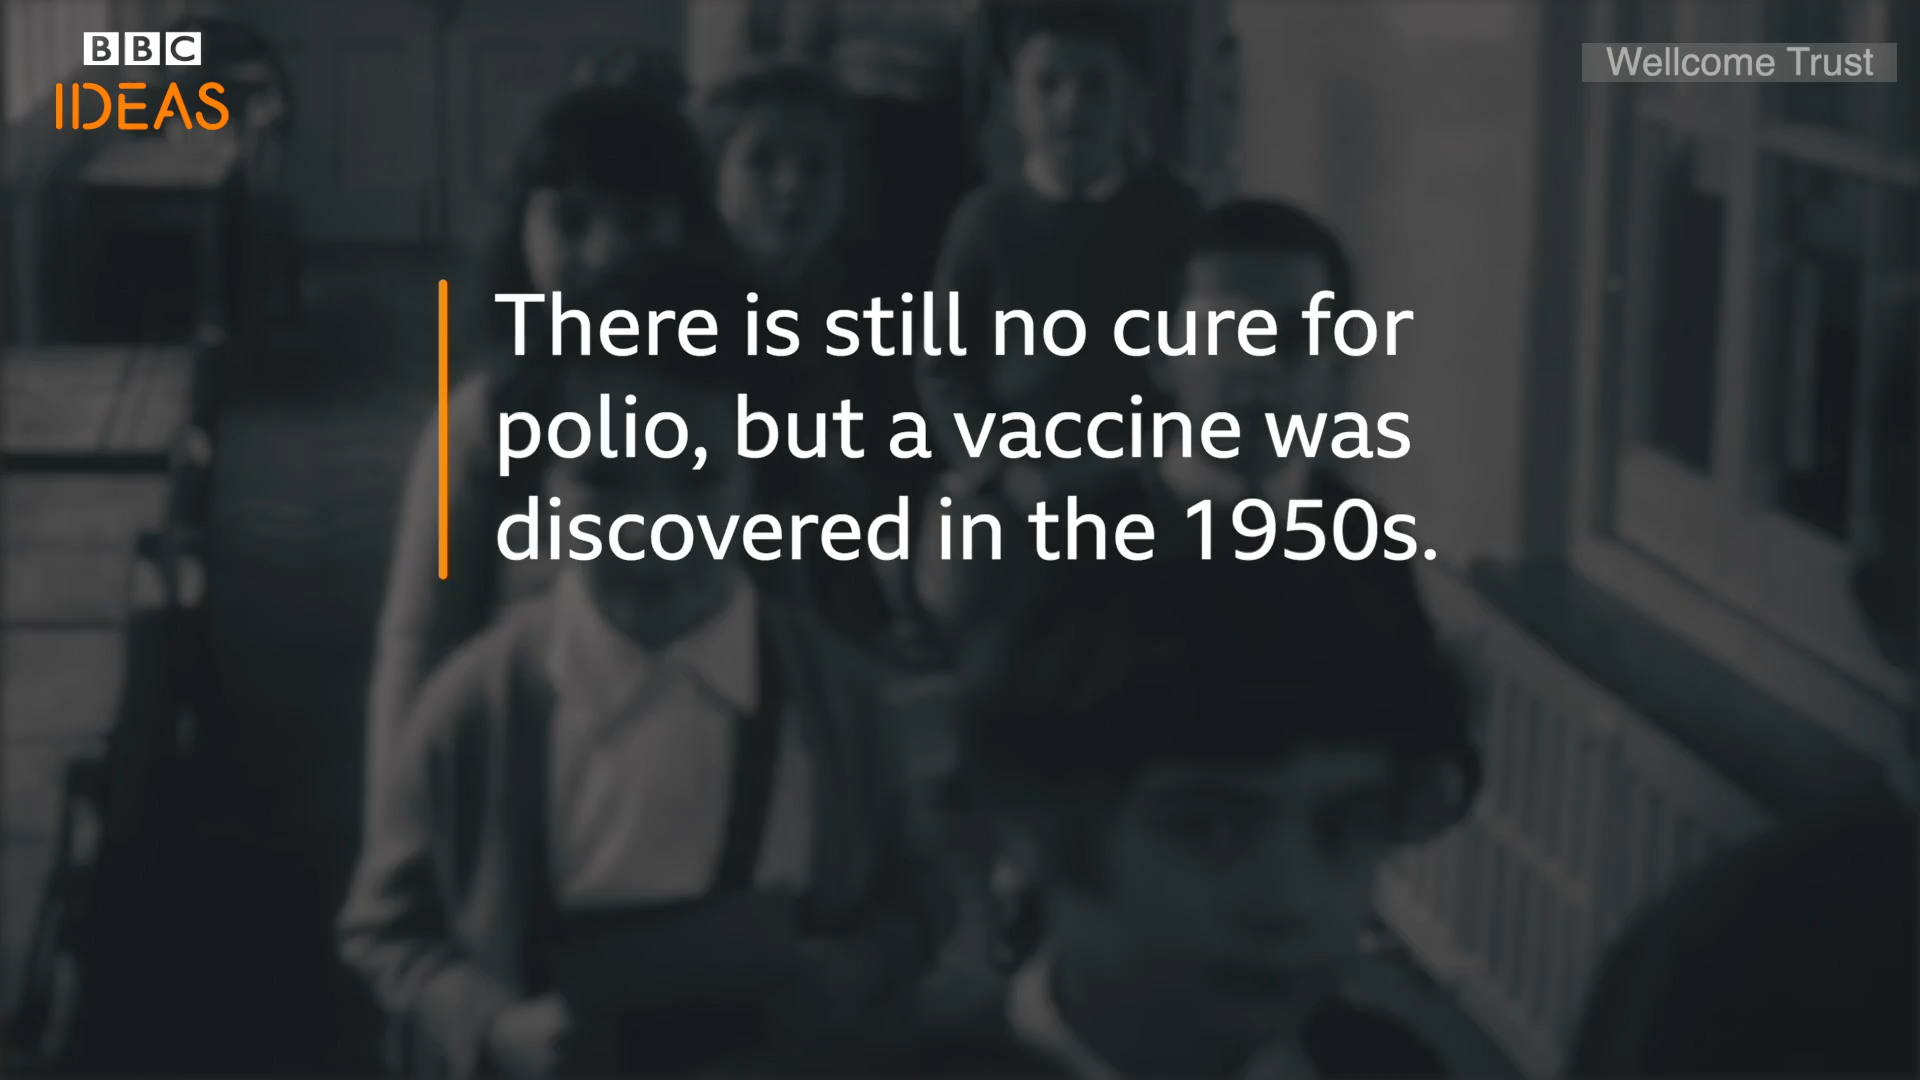 BBC
IDEAS
Wellcome Trust
There is still no cure for
polio, but a vaccine was
discovered in the 1950s.